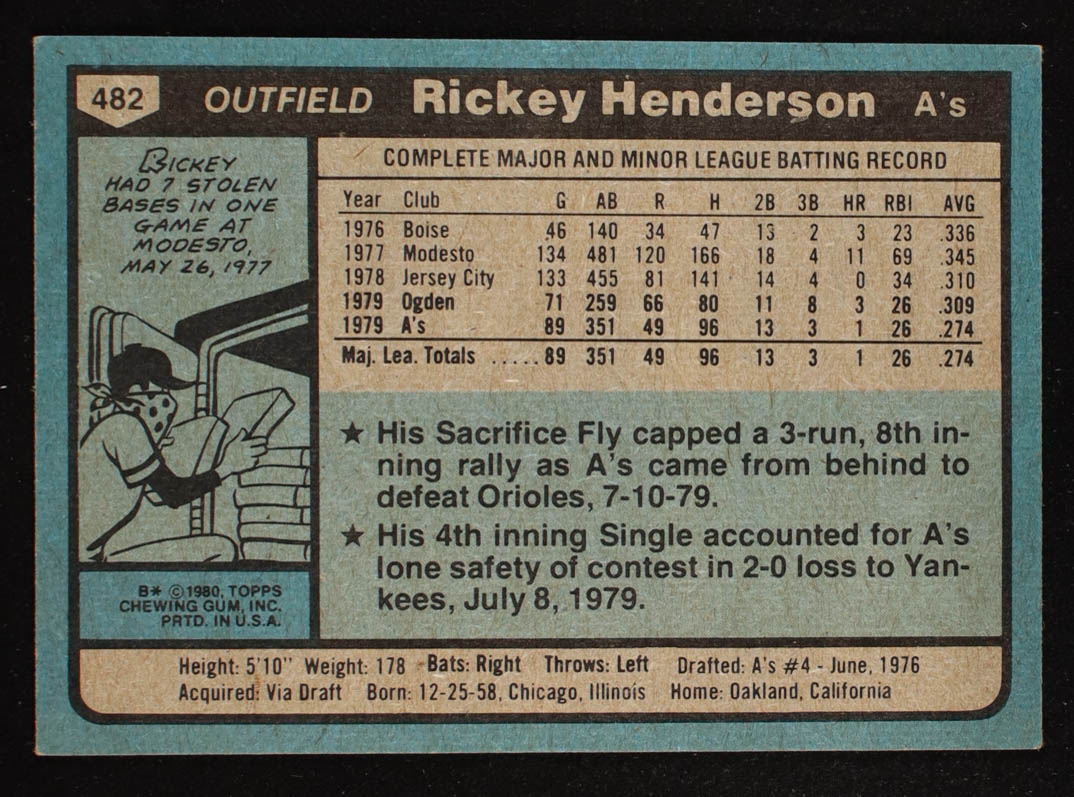 482 OUTFIELD Rickey Henderson A's
RICKEY
HAD 7 STOLEN
BASES IN ONE
GAME AT
MODESTO,
MAY 26, 1977
COMPLETE MAJOR AND MINOR LEAGUE BATTING RECORD
Year Club G AB R H 2B 3B HR RBI AVG
1976 Boise 46 140 34 47 13 2 3 23 .336
1977 Modesto 134 481 120 166 18 4 11 69 .345
1978 Jersey City 133 455 81 141 14 4 0 34 .310
1979 Ogden 71 259 66 80 11 8 3 26 .309
1979 A's 89 351 49 96 13 3 1 26 .274
Maj. Lea. Totals .....89 351 49 96 13 3 1 26 .274
★ His Sacrifice Fly capped a 3-run, 8th in-
ning rally as A's came from behind to
defeat Orioles, 7-10-79.
★ His 4th inning Single accounted for A's
lone safety of contest in 2-0 loss to Yan-
kees, July 8, 1979.
B* ©1980, TOPPS
CHEWING GUM, INC.
PRTD. IN U.S.A.
Height: 5'10" Weight: 178 Bats: Right Throws: Left Drafted: A's #4 - June, 1976
Acquired: Via Draft Born: 12-25-58, Chicago, Illinois Home: Oakland, California